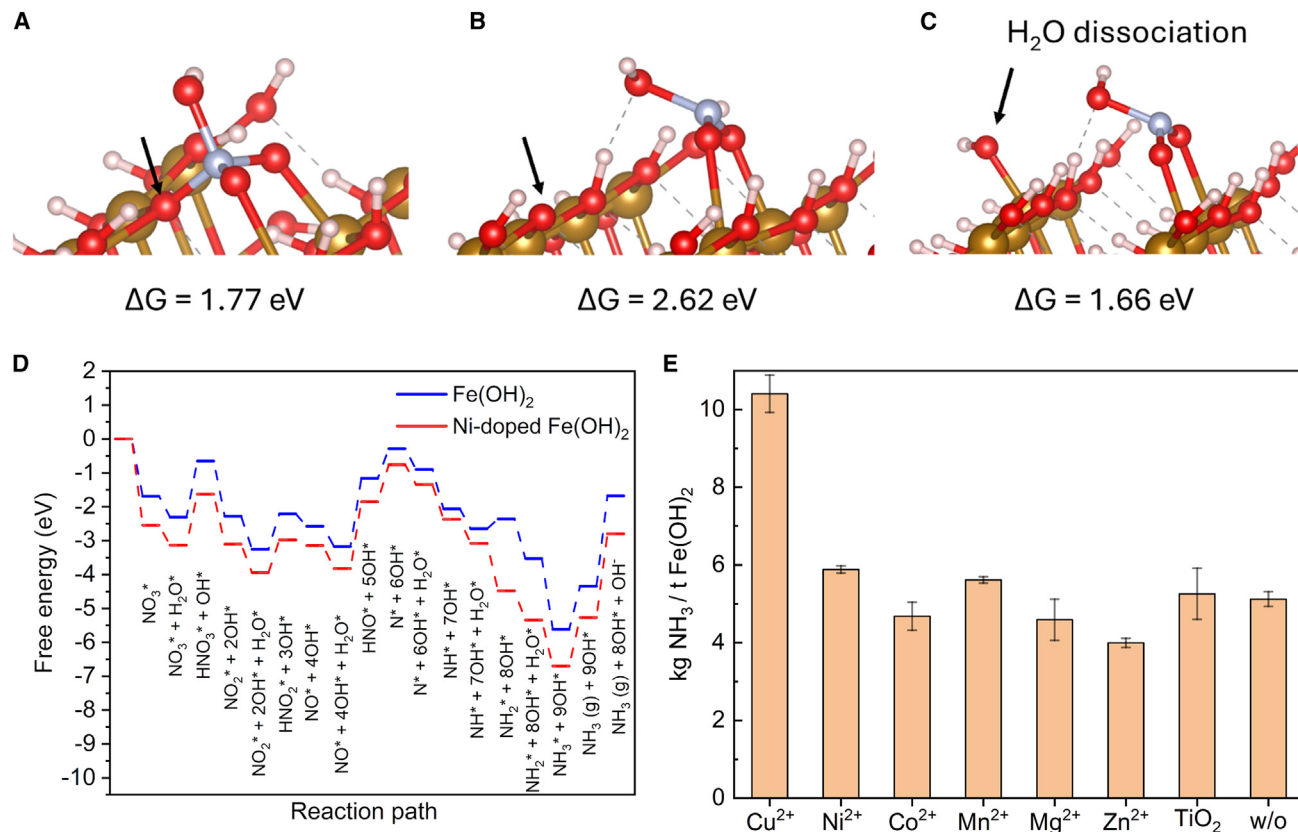 A
B
C
H₂O dissociation
ΔG = 1.77 eV
ΔG = 2.62 eV
ΔG = 1.66 eV
D
2
1
0
-1
-2
-3
-4
-5
-6
-7
-8
-9
-10
Free energy (eV)
Fe(OH)₂
Ni-doped Fe(OH)₂
NO₃*
NO₃* + H₂O*
HNO₃* + OH*
NO₂* + 2OH*
NO₂* + 2OH* + H₂O*
HNO₂* + 3OH*
NO* + 4OH*
NO* + 4OH* + H₂O*
HNO* + 5OH*
N* + 6OH*
N* + 6OH* + H₂O*
NH* + 7OH*
NH* + 7OH* + H₂O*
NH₂* + 8OH*
NH₂* + 8OH* + H₂O*
NH₃* + 9OH*
NH₃ (g) + 9OH*
NH₃ (g) + 8OH* + OH⁻
Reaction path
E
10
8
6
4
2
0
kg NH₃ / t Fe(OH)₂
Cu²⁺
Ni²⁺
Co²⁺
Mn²⁺
Mg²⁺
Zn²⁺
TiO₂
w/o